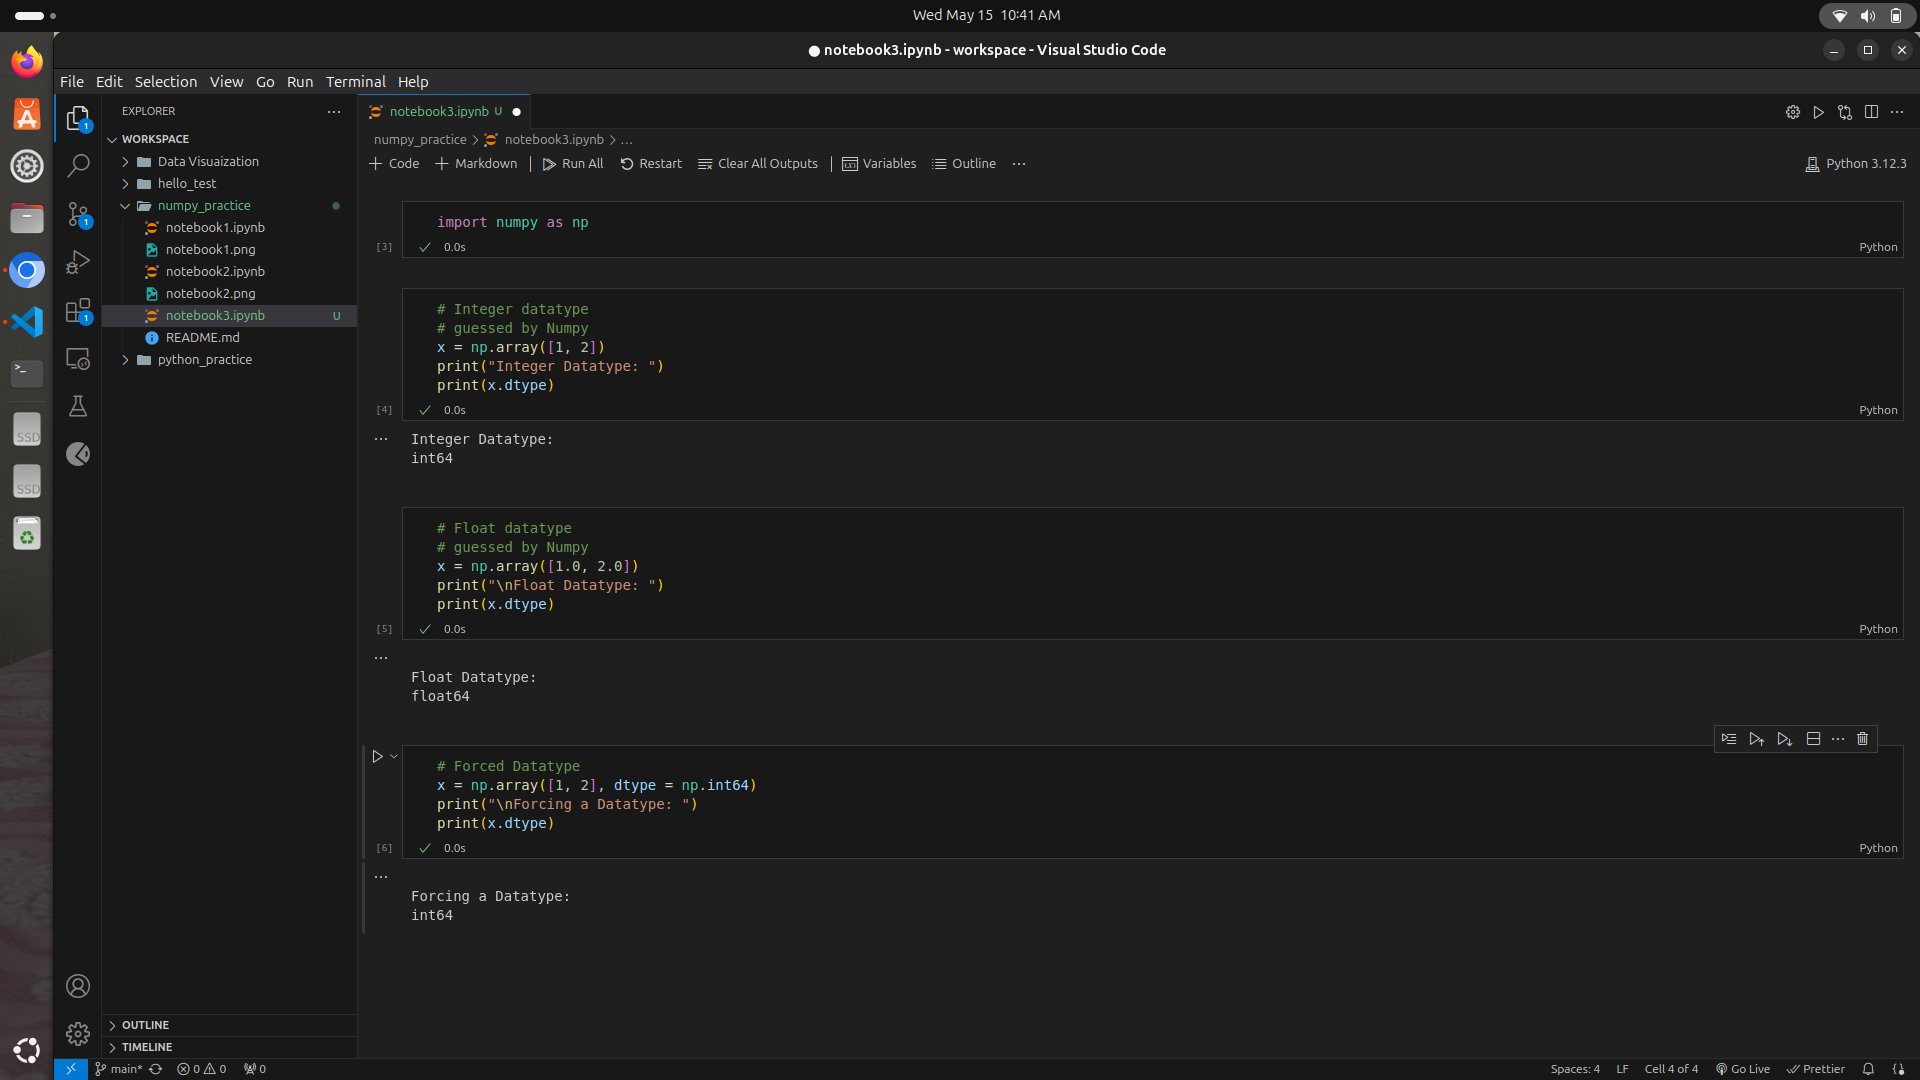 Wed May 15  10:41 AM
notebook3.ipynb - workspace - Visual Studio Code
File Edit Selection View Go Run Terminal Help
EXPLORER
WORKSPACE
Data Visuaization
hello_test
numpy_practice
notebook1.ipynb
notebook1.png
notebook2.ipynb
notebook2.png
notebook3.ipynb U
README.md
python_practice
OUTLINE
TIMELINE
1
1
1
SSD
SSD
notebook3.ipynb U
numpy_practice > notebook3.ipynb > ...
+ Code + Markdown | Run All Restart Clear All Outputs | Variables Outline ...
Python 3.12.3
import numpy as np
[3] ✓ 0.0s Python
# Integer datatype
# guessed by Numpy
x = np.array([1, 2])
print("Integer Datatype: ")
print(x.dtype)
[4] ✓ 0.0s Python
Integer Datatype:
int64
# Float datatype
# guessed by Numpy
x = np.array([1.0, 2.0])
print("\nFloat Datatype: ")
print(x.dtype)
[5] ✓ 0.0s Python
Float Datatype:
float64
# Forced Datatype
x = np.array([1, 2], dtype = np.int64)
print("\nForcing a Datatype: ")
print(x.dtype)
[6] ✓ 0.0s Python
Forcing a Datatype:
int64
main* 0 0 0 Spaces: 4 LF Cell 4 of 4 Go Live Prettier